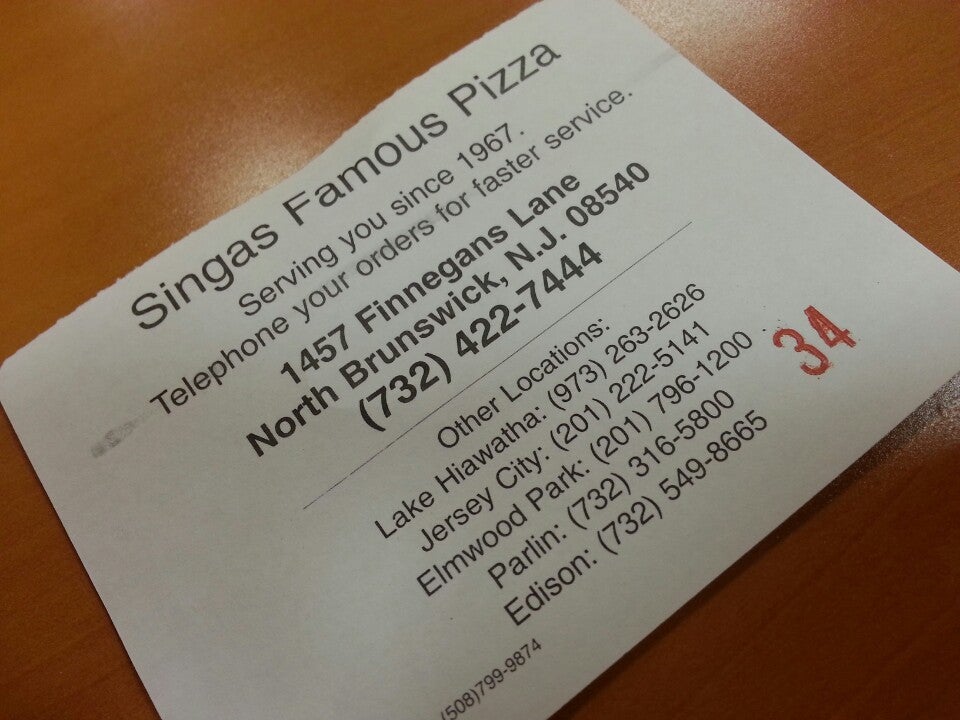 Singas Famous Pizza
Serving you since 1967.
Telephone your orders for faster service.
1457 Finnegans Lane
North Brunswick, N.J. 08540
(732) 422-7444
Other Locations:
Lake Hiawatha: (973) 263-2626
Jersey City: (201) 222-5141
Elmwood Park: (201) 796-1200
Parlin: (732) 316-5800
Edison: (732) 549-8665
34
(508)799-9874